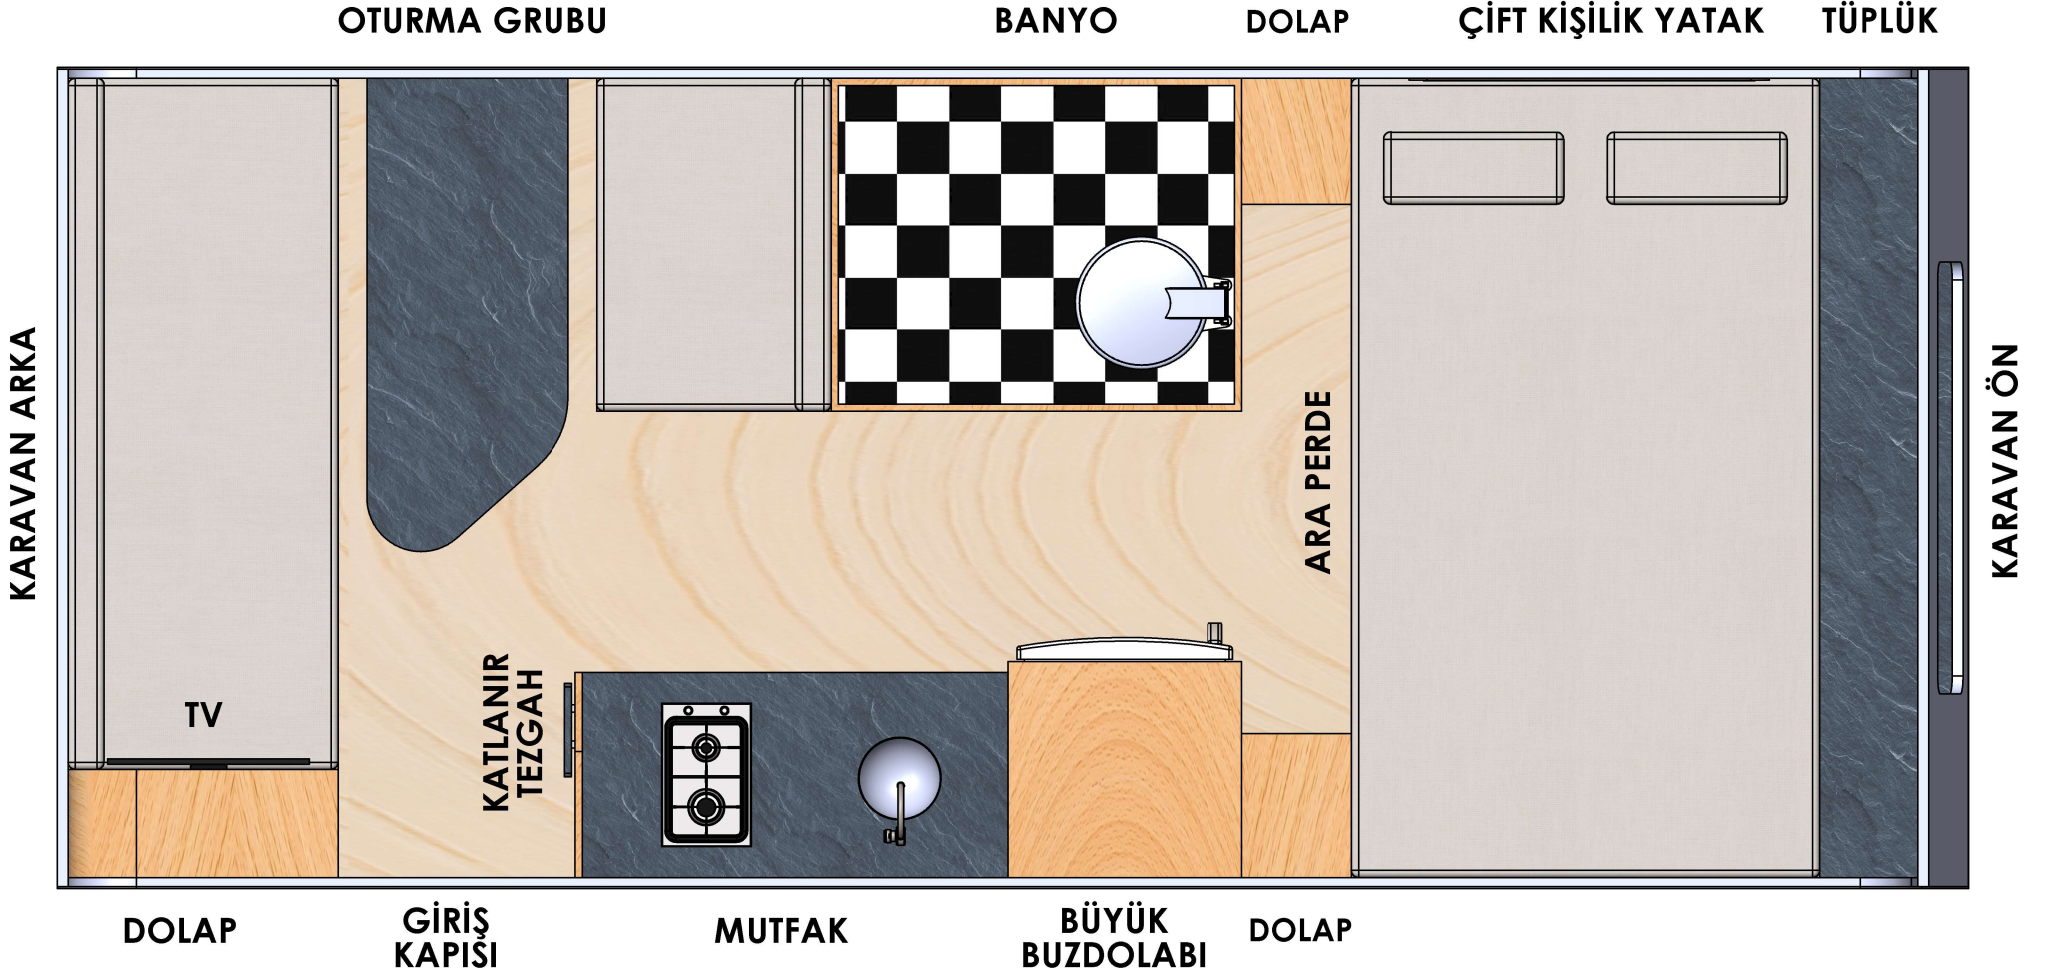 OTURMA GRUBU
BANYO
DOLAP
ÇİFT KİŞİLİK YATAK
TÜPLÜK
KARAVAN ARKA
KARAVAN ÖN
ARA PERDE
KATLANIR
TEZGAH
TV
DOLAP
GİRİŞ
KAPISI
MUTFAK
BÜYÜK
BUZDOLABI
DOLAP